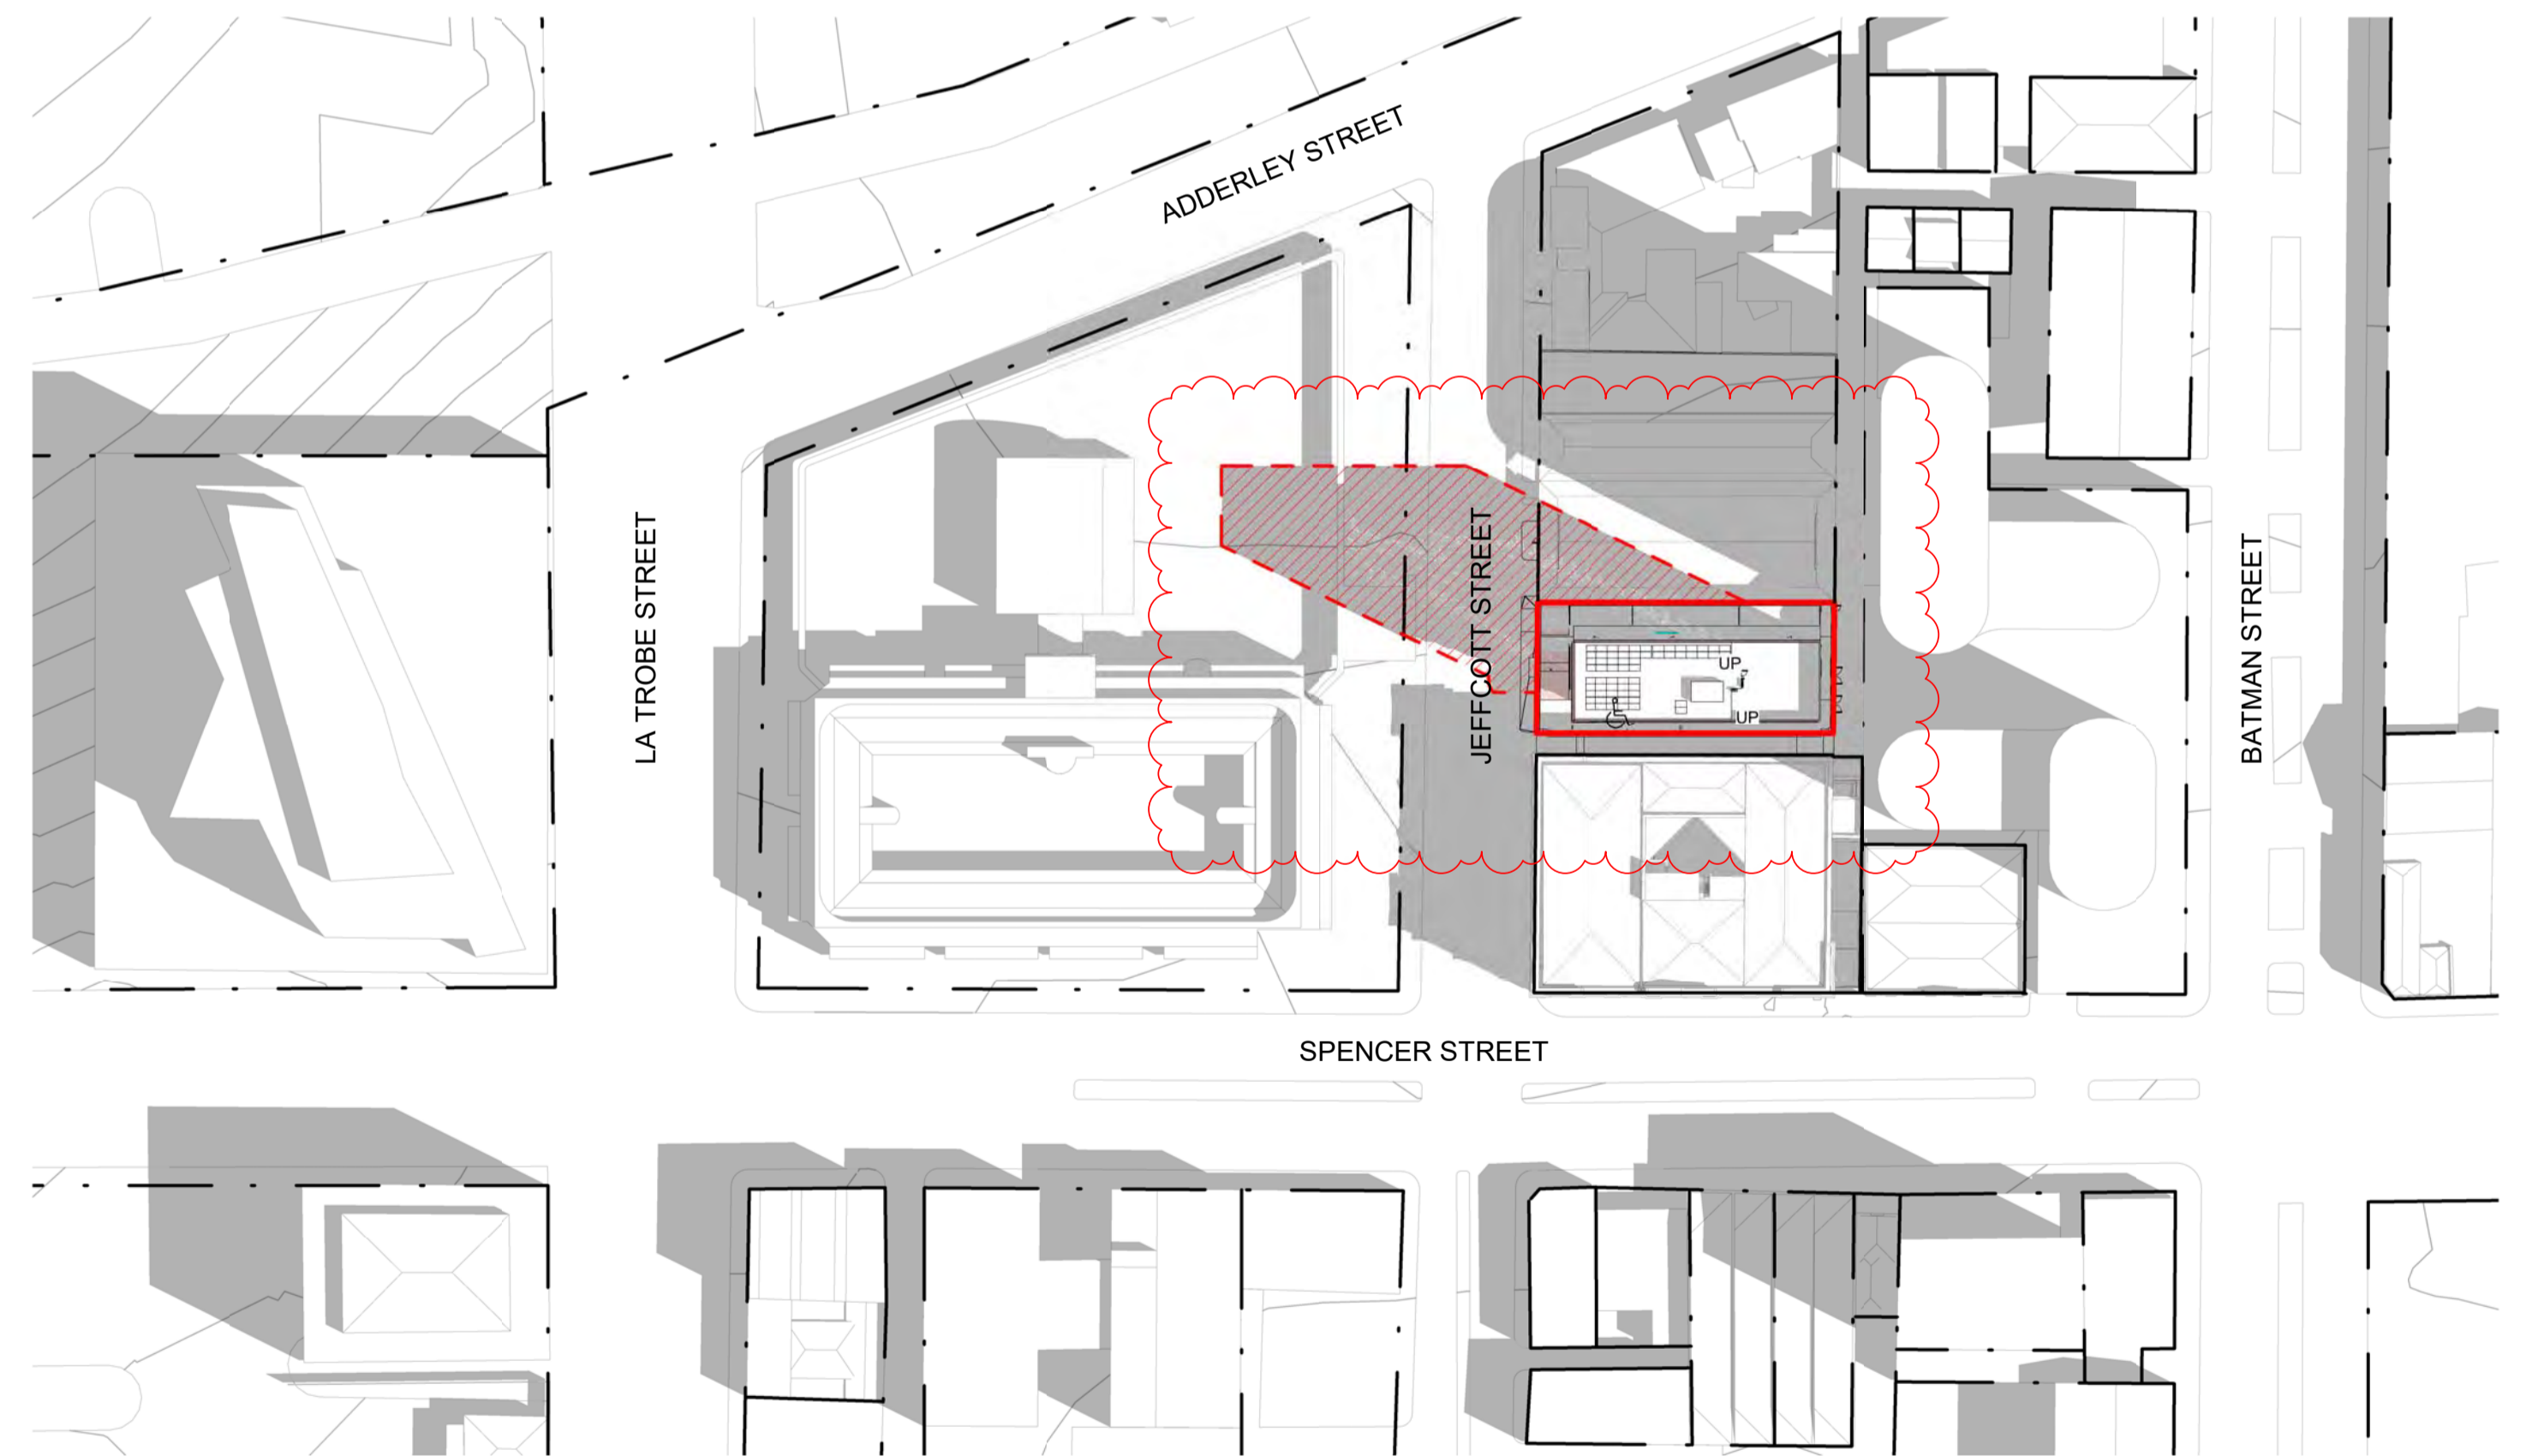 ADDERLEY STREET
LA TROBE STREET
JEFFCOTT STREET
BATMAN STREET
UP
UP
SPENCER STREET